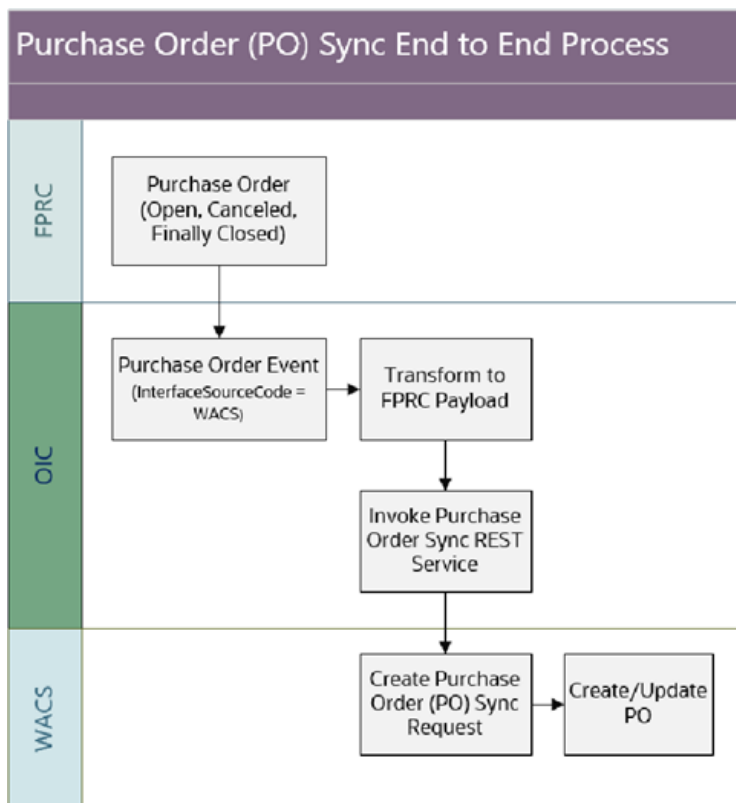 Purchase Order (PO) Sync End to End Process
FPRC
Purchase Order
(Open, Canceled,
Finally Closed)
OIC
Purchase Order Event
(InterfaceSourceCode =
WACS)
Transform to
FPRC Payload
Invoke Purchase
Order Sync REST
Service
WACS
Create Purchase
Order (PO) Sync
Request
Create/Update
PO